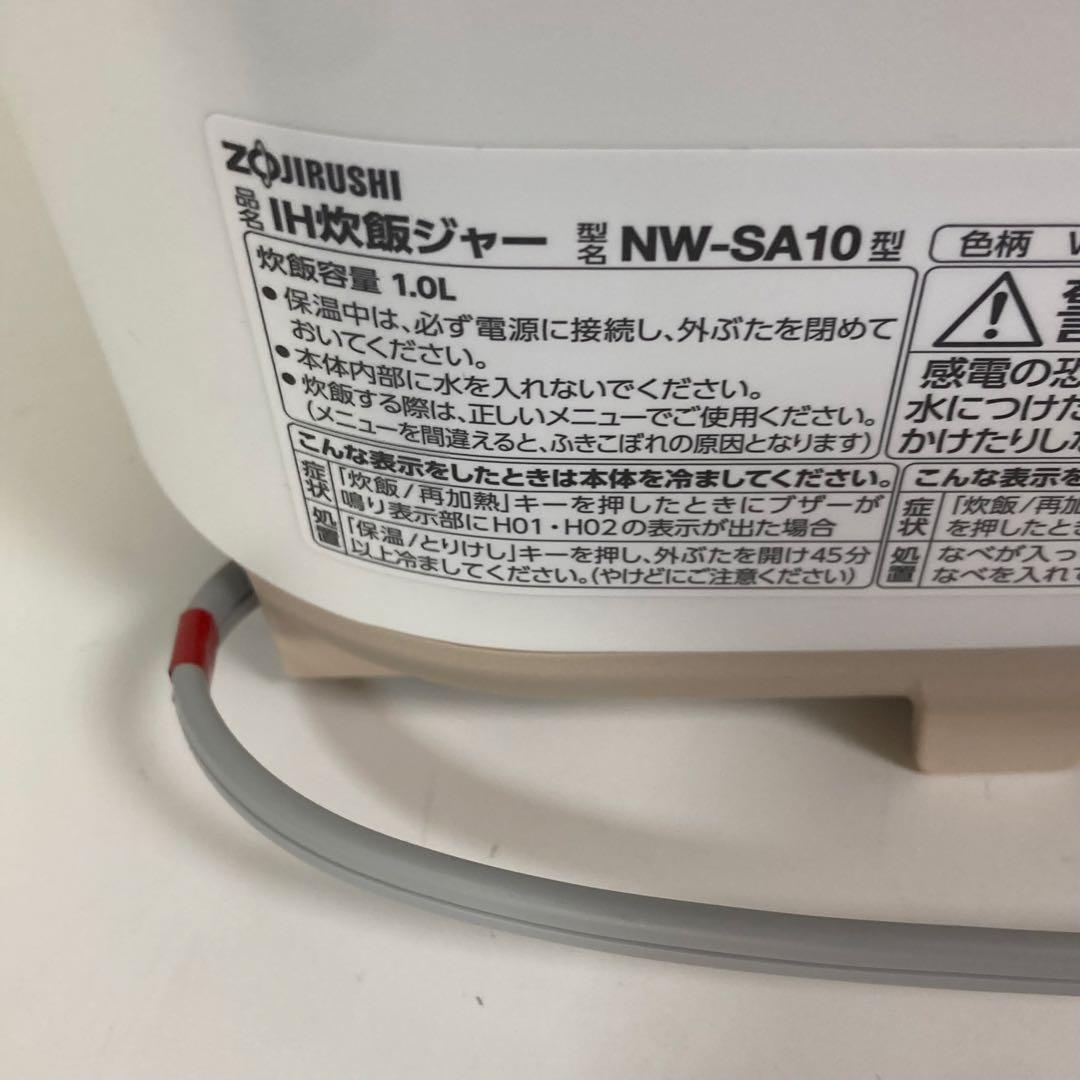 ZOJIRUSHI
品名 IH炊飯ジャー 型名 NW-SA10型 色柄 W
炊飯容量 1.0L
•保温中は、必ず電源に接続し、外ぶたを閉めて
おいてください。
•本体内部に水を入れないでください。
•炊飯する際は、正しいメニューでご使用ください。
(メニューを間違えると、ふきこぼれの原因となります)
こんな表示をしたときは本体を冷ましてください。
症状 「炊飯/再加熱」キーを押したときにブザーが
鳴り表示部にH01・H02の表示が出た場合
処置 「保温/とりけし」キーを押し、外ぶたを開け45分
以上冷ましてください。(やけどにご注意ください)
感電の恐
水につけた
かけたりしな
こんな表示を
症状 「炊飯/再加
を押したとき
処置 なべが入っ
なべを入れて